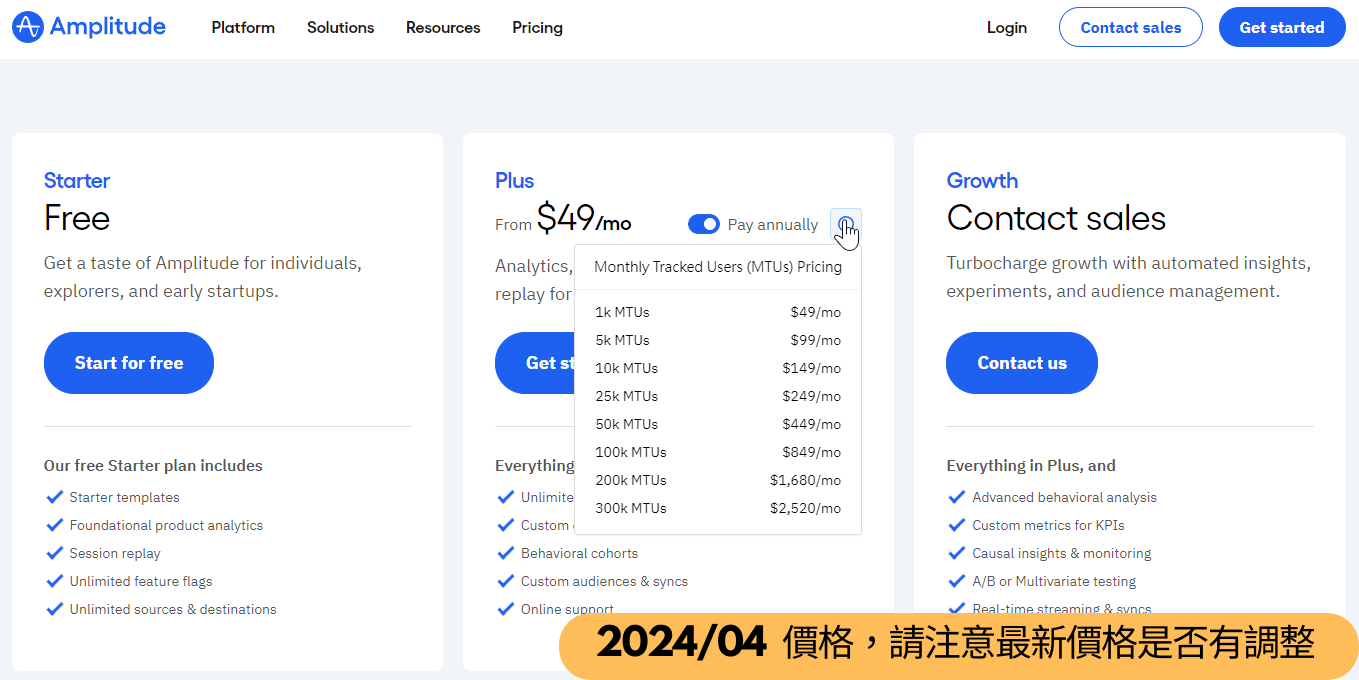 Amplitude Platform Solutions Resources Pricing Login Contact sales Get started
Starter
Free
Get a taste of Amplitude for individuals,
explorers, and early startups.
Start for free
Our free Starter plan includes
Starter templates
Foundational product analytics
Session replay
Unlimited feature flags
Unlimited sources & destinations
Plus
From $49/mo Pay annually
Analytics,
replay for
Get st
Everything
Unlimite
Custom
Behavioral cohorts
Custom audiences & syncs
Online support
Monthly Tracked Users (MTUs) Pricing
1k MTUs $49/mo
5k MTUs $99/mo
10k MTUs $149/mo
25k MTUs $249/mo
50k MTUs $449/mo
100k MTUs $849/mo
200k MTUs $1,680/mo
300k MTUs $2,520/mo
Growth
Contact sales
Turbocharge growth with automated insights,
experiments, and audience management.
Contact us
Everything in Plus, and
Advanced behavioral analysis
Custom metrics for KPIs
Causal insights & monitoring
A/B or Multivariate testing
Real-time streaming & syncs
2024/04 價格，請注意最新價格是否有調整